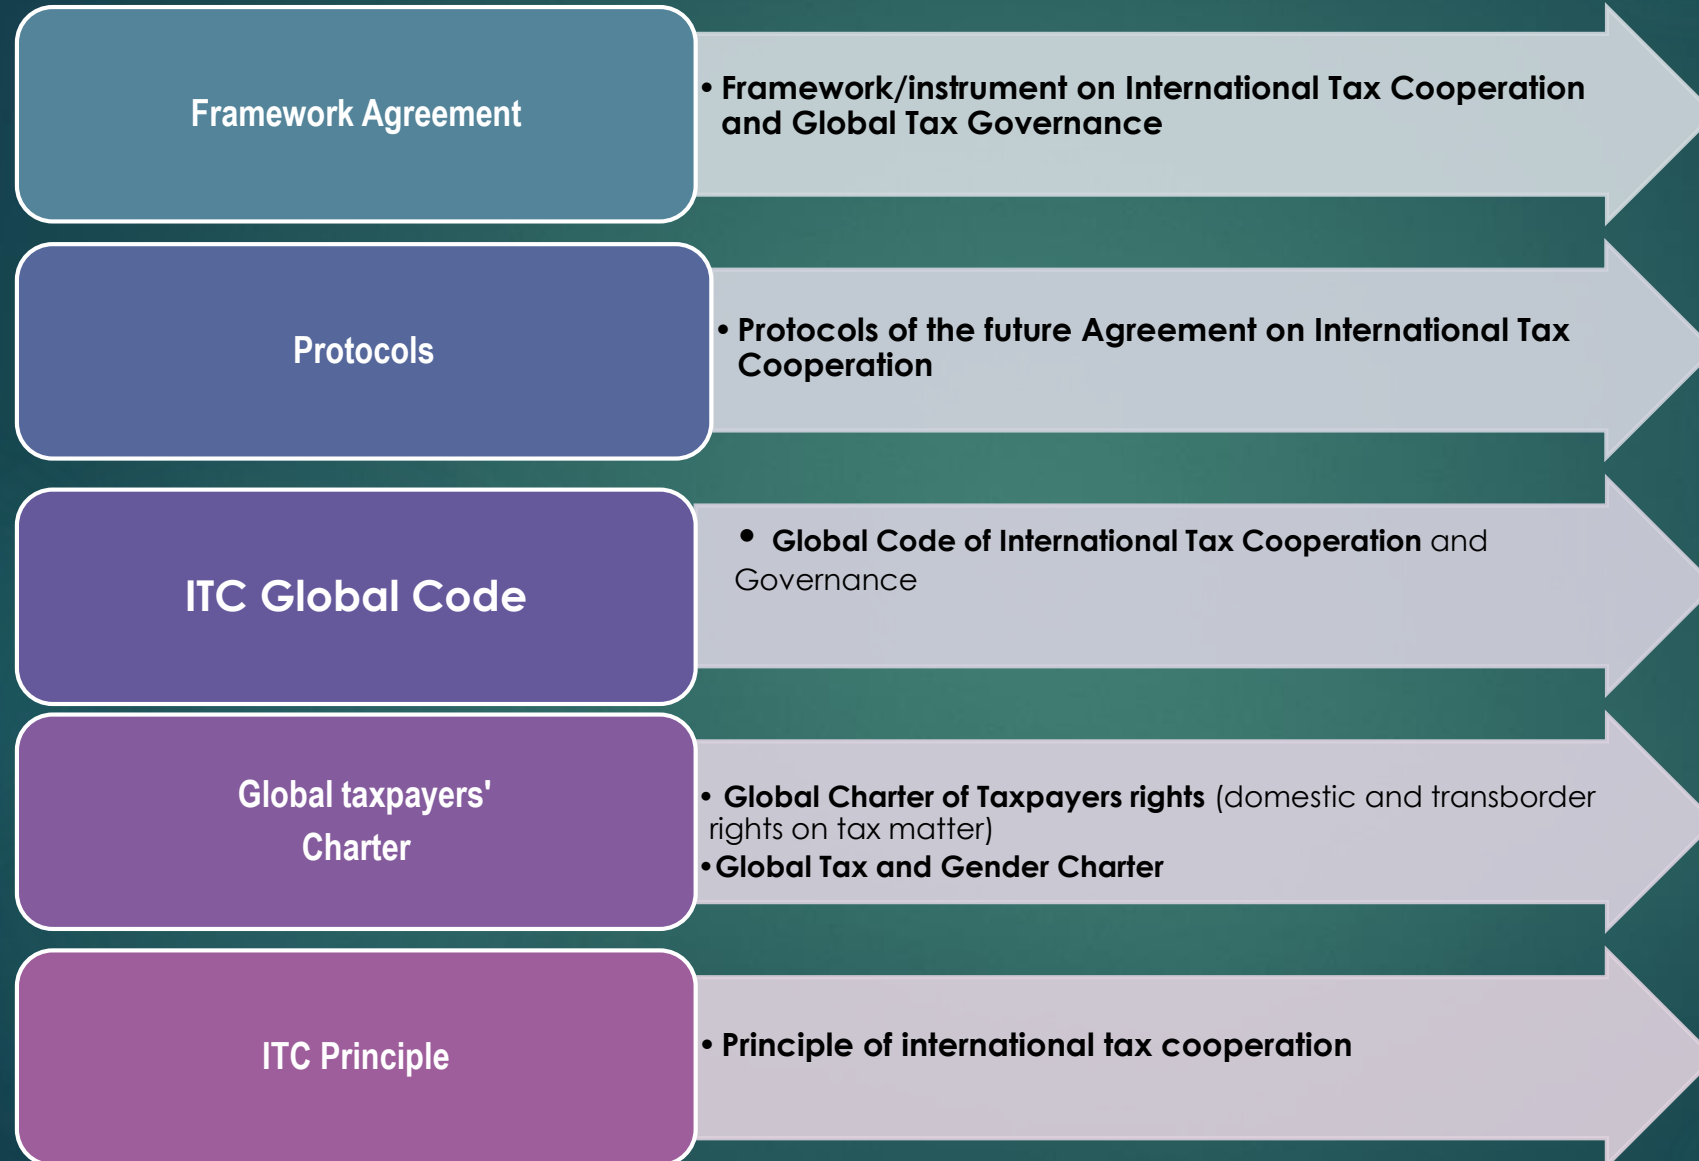 Framework Agreement
• Framework/instrument on International Tax Cooperation
and Global Tax Governance
Protocols
• Protocols of the future Agreement on International Tax
Cooperation
ITC Global Code
• Global Code of International Tax Cooperation and
Governance
Global taxpayers'
Charter
• Global Charter of Taxpayers rights (domestic and transborder
rights on tax matter)
•Global Tax and Gender Charter
ITC Principle
• Principle of international tax cooperation